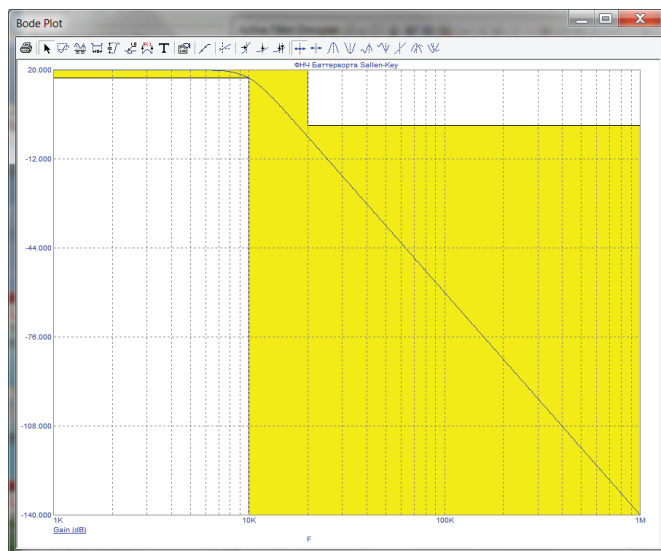 Bode Plot
ФНЧ Баттерворта Sallen-Key
20.000
-12.000
-44.000
-76.000
-108.000
-140.000
1K
10K
100K
1M
Gain (dB)
F